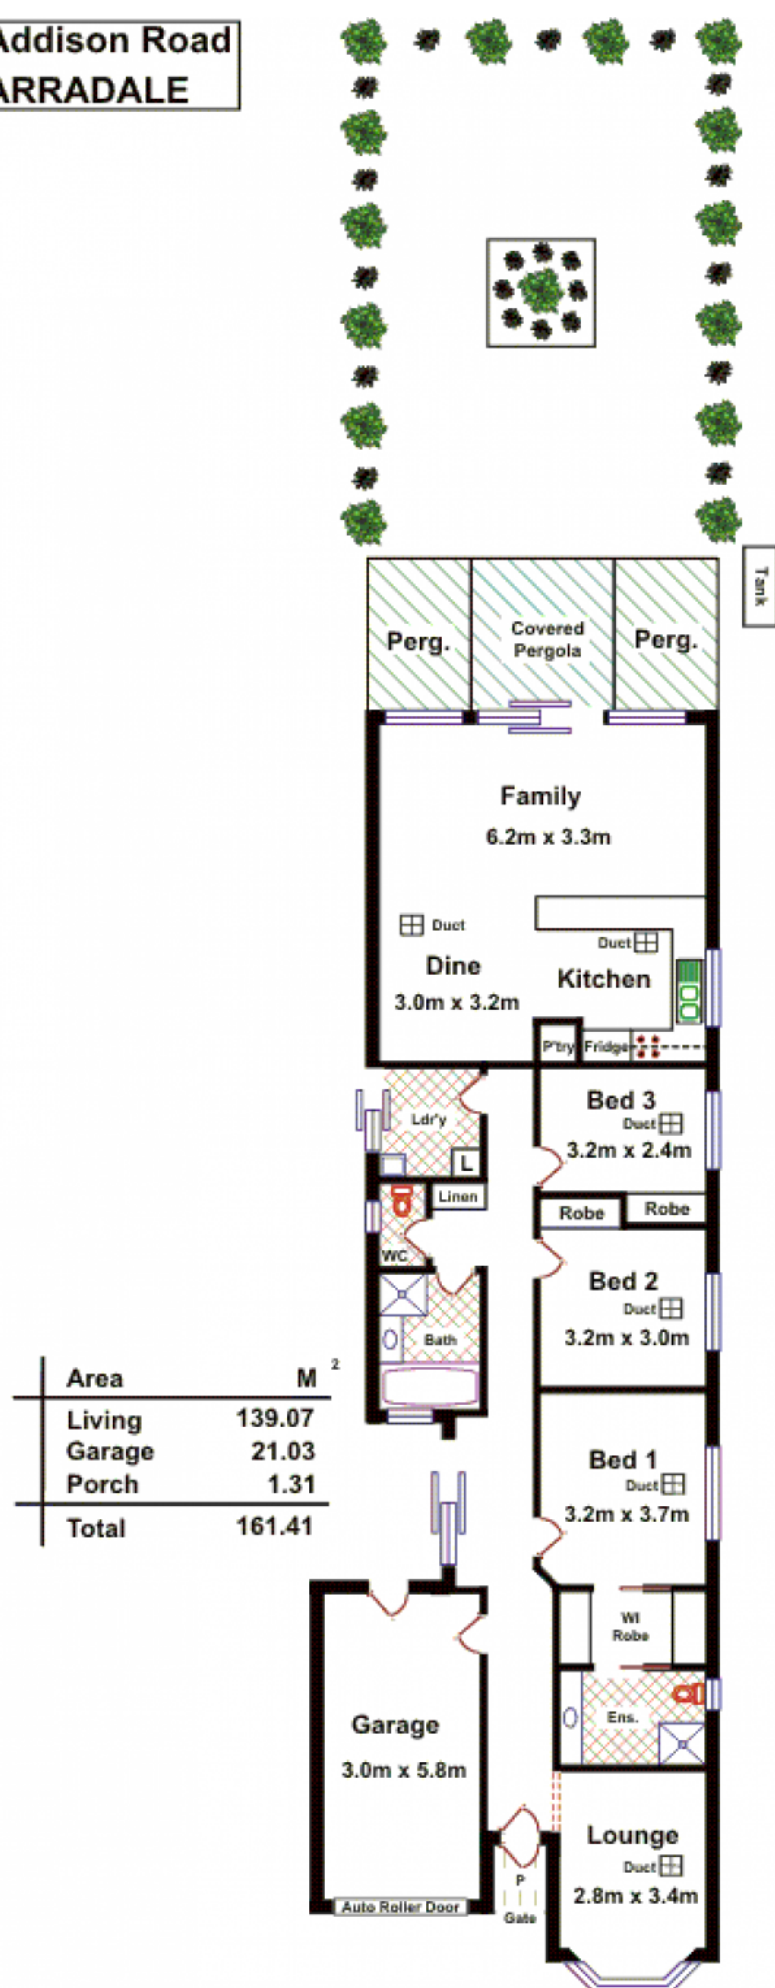 Addison Road
ARRADALE
Tank
Perg.
Covered
Pergola
Perg.
Family
6.2m x 3.3m
Duct
Duct
Dine
Kitchen
3.0m x 3.2m
P'try
Fridge
Bed 3
Duct
3.2m x 2.4m
Ldr'y
L
Linen
Robe
Robe
WC
Bed 2
Duct
3.2m x 3.0m
Bath
Area M 2
Living 139.07
Garage 21.03
Porch 1.31
Total 161.41
Bed 1
Duct
3.2m x 3.7m
WI
Robe
Ens.
Garage
3.0m x 5.8m
Lounge
Duct
2.8m x 3.4m
P
Gate
Auto Roller Door